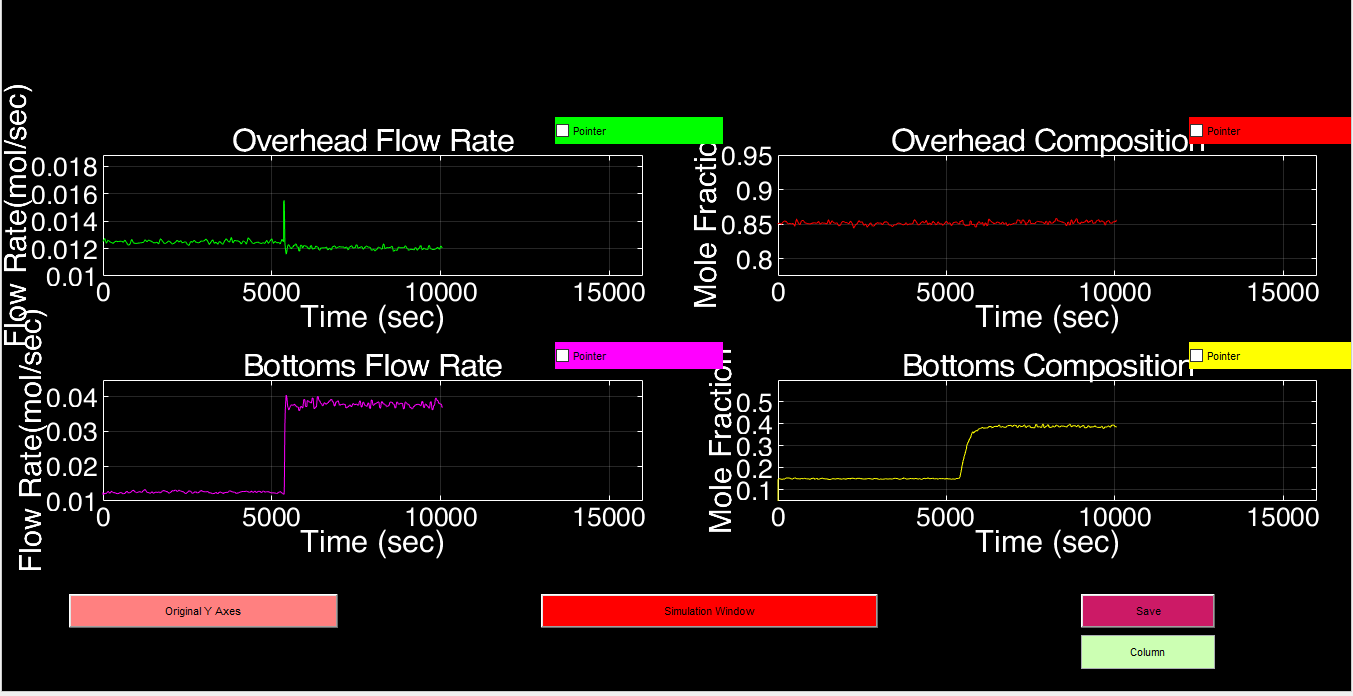 Overhead Flow Rate
Pointer
Flow Rate(mol/sec)
0.018
0.016
0.014
0.012
0.01
0 5000 10000 15000
Time (sec)
Overhead Composition
Pointer
Mole Fraction
0.95
0.9
0.85
0.8
0 5000 10000 15000
Time (sec)
Bottoms Flow Rate
Pointer
Flow Rate(mol/sec)
0.04
0.03
0.02
0.01
0 5000 10000 15000
Time (sec)
Bottoms Composition
Pointer
Mole Fraction
0.5
0.4
0.3
0.2
0.1
0 5000 10000 15000
Time (sec)
Original Y Axes
Simulation Window
Save
Column